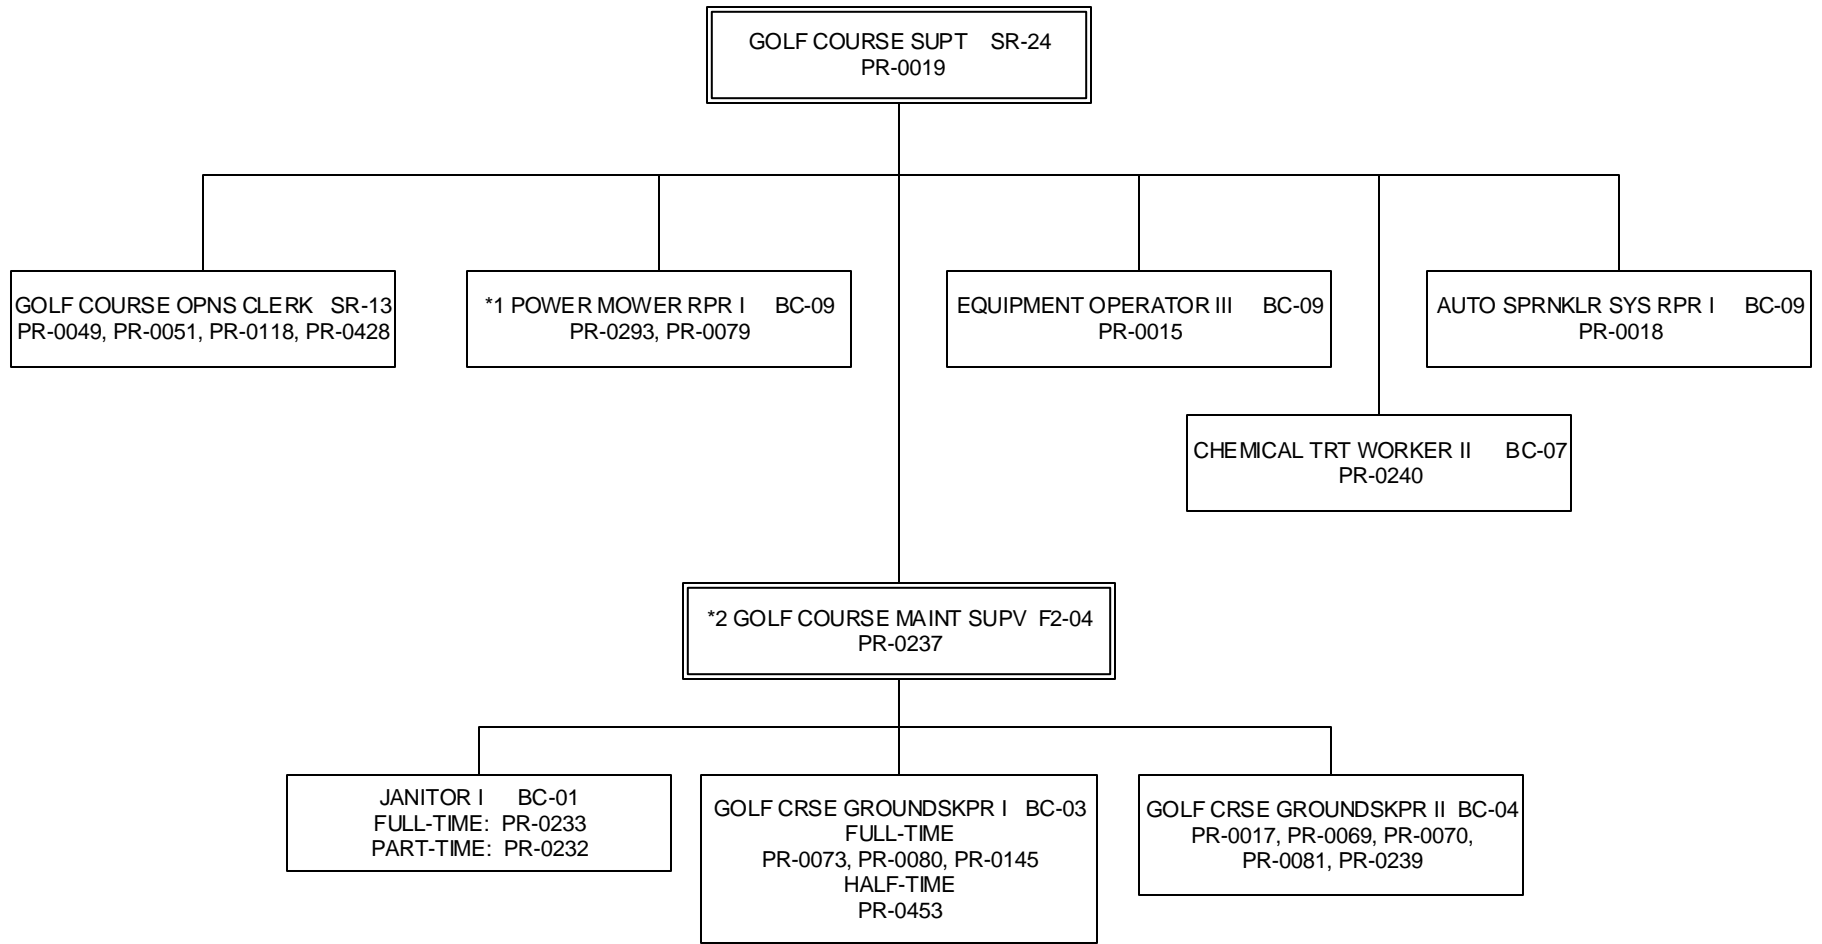 GOLF COURSE SUPT SR-24
PR-0019
GOLF COURSE OPNS CLERK SR-13
PR-0049, PR-0051, PR-0118, PR-0428
*1 POWER MOWER RPR I BC-09
PR-0293, PR-0079
EQUIPMENT OPERATOR III BC-09
PR-0015
AUTO SPRNKLR SYS RPR I BC-09
PR-0018
CHEMICAL TRT WORKER II BC-07
PR-0240
*2 GOLF COURSE MAINT SUPV F2-04
PR-0237
JANITOR I BC-01
FULL-TIME: PR-0233
PART-TIME: PR-0232
GOLF CRSE GROUNDSKPR I BC-03
FULL-TIME
PR-0073, PR-0080, PR-0145
HALF-TIME
PR-0453
GOLF CRSE GROUNDSKPR II BC-04
PR-0017, PR-0069, PR-0070,
PR-0081, PR-0239